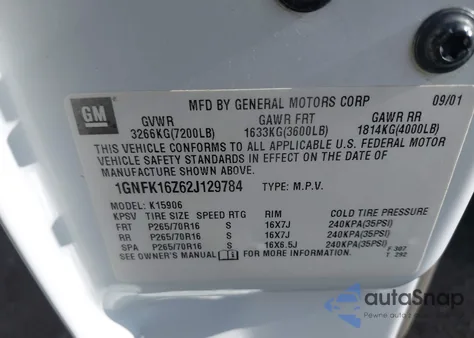 09/01
GM
MFD BY GENERAL MOTORS CORP
GVWR GAWR FRT GAWR RR
3266KG(7200LB) 1633KG(3600LB) 1814KG(4000LB)
THIS VEHICLE CONFORMS TO ALL APPLICABLE U.S. FEDERAL MOTOR
VEHICLE SAFETY STANDARDS IN EFFECT ON THE DATE OF
MANUFACTURE SHOWN ABOVE.
1GNFK16Z62J129784 TYPE: M.P.V.
MODEL: K15906
KPSV TIRE SIZE SPEED RTG RIM COLD TIRE PRESSURE
FRT P265/70R16 S 16X7J 240KPA(35PSI)
RR P265/70R16 S 16X7J 240KPA(35PSI)
SPA P265/70R16 S 16X6.5J 240KPA(35PSI)
SEE OWNER'S MANUAL FOR MORE INFORMATION.
F 307
T 292
autoSnap
Pewne auto z